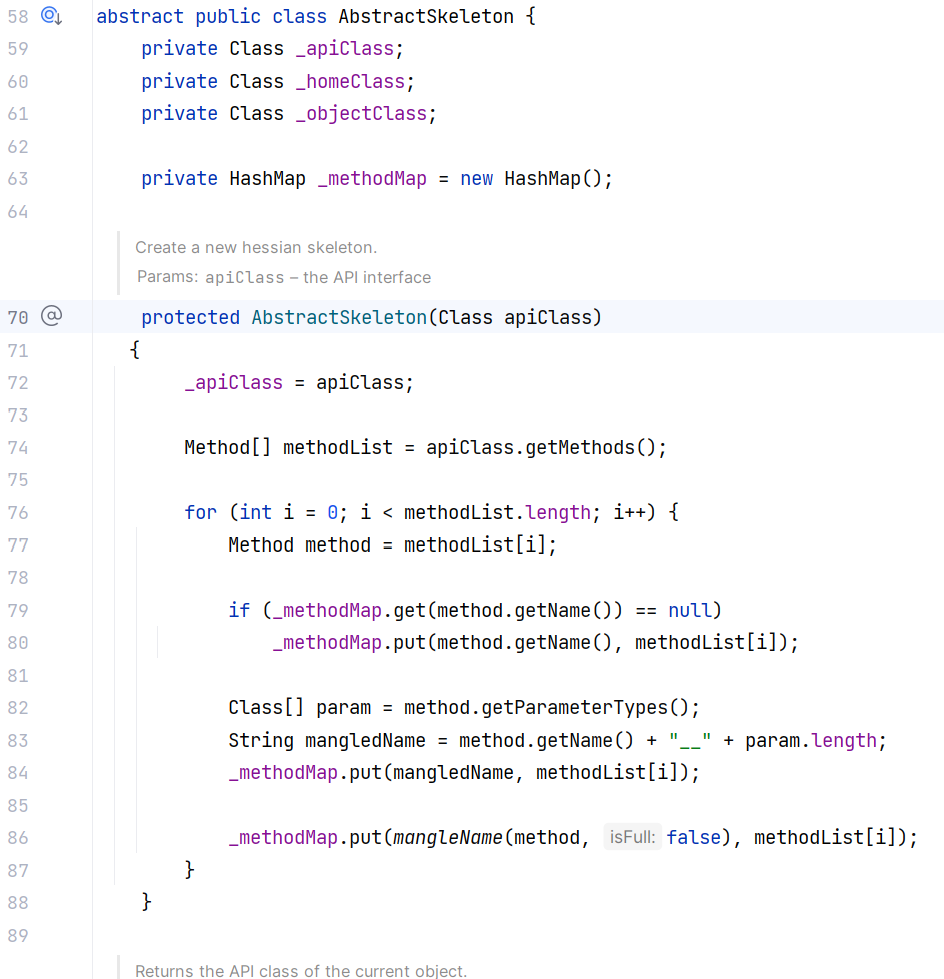 58 abstract public class AbstractSkeleton {
59 private Class _apiClass;
60 private Class _homeClass;
61 private Class _objectClass;
62
63 private HashMap _methodMap = new HashMap();
64
Create a new hessian skeleton.
Params: apiClass – the API interface
70 protected AbstractSkeleton(Class apiClass)
71 {
72 _apiClass = apiClass;
73
74 Method[] methodList = apiClass.getMethods();
75
76 for (int i = 0; i < methodList.length; i++) {
77 Method method = methodList[i];
78
79 if (_methodMap.get(method.getName()) == null)
80 _methodMap.put(method.getName(), methodList[i]);
81
82 Class[] param = method.getParameterTypes();
83 String mangledName = method.getName() + "__" + param.length;
84 _methodMap.put(mangledName, methodList[i]);
85
86 _methodMap.put(mangleName(method, isFull: false), methodList[i]);
87 }
88 }
89
Returns the API class of the current object.